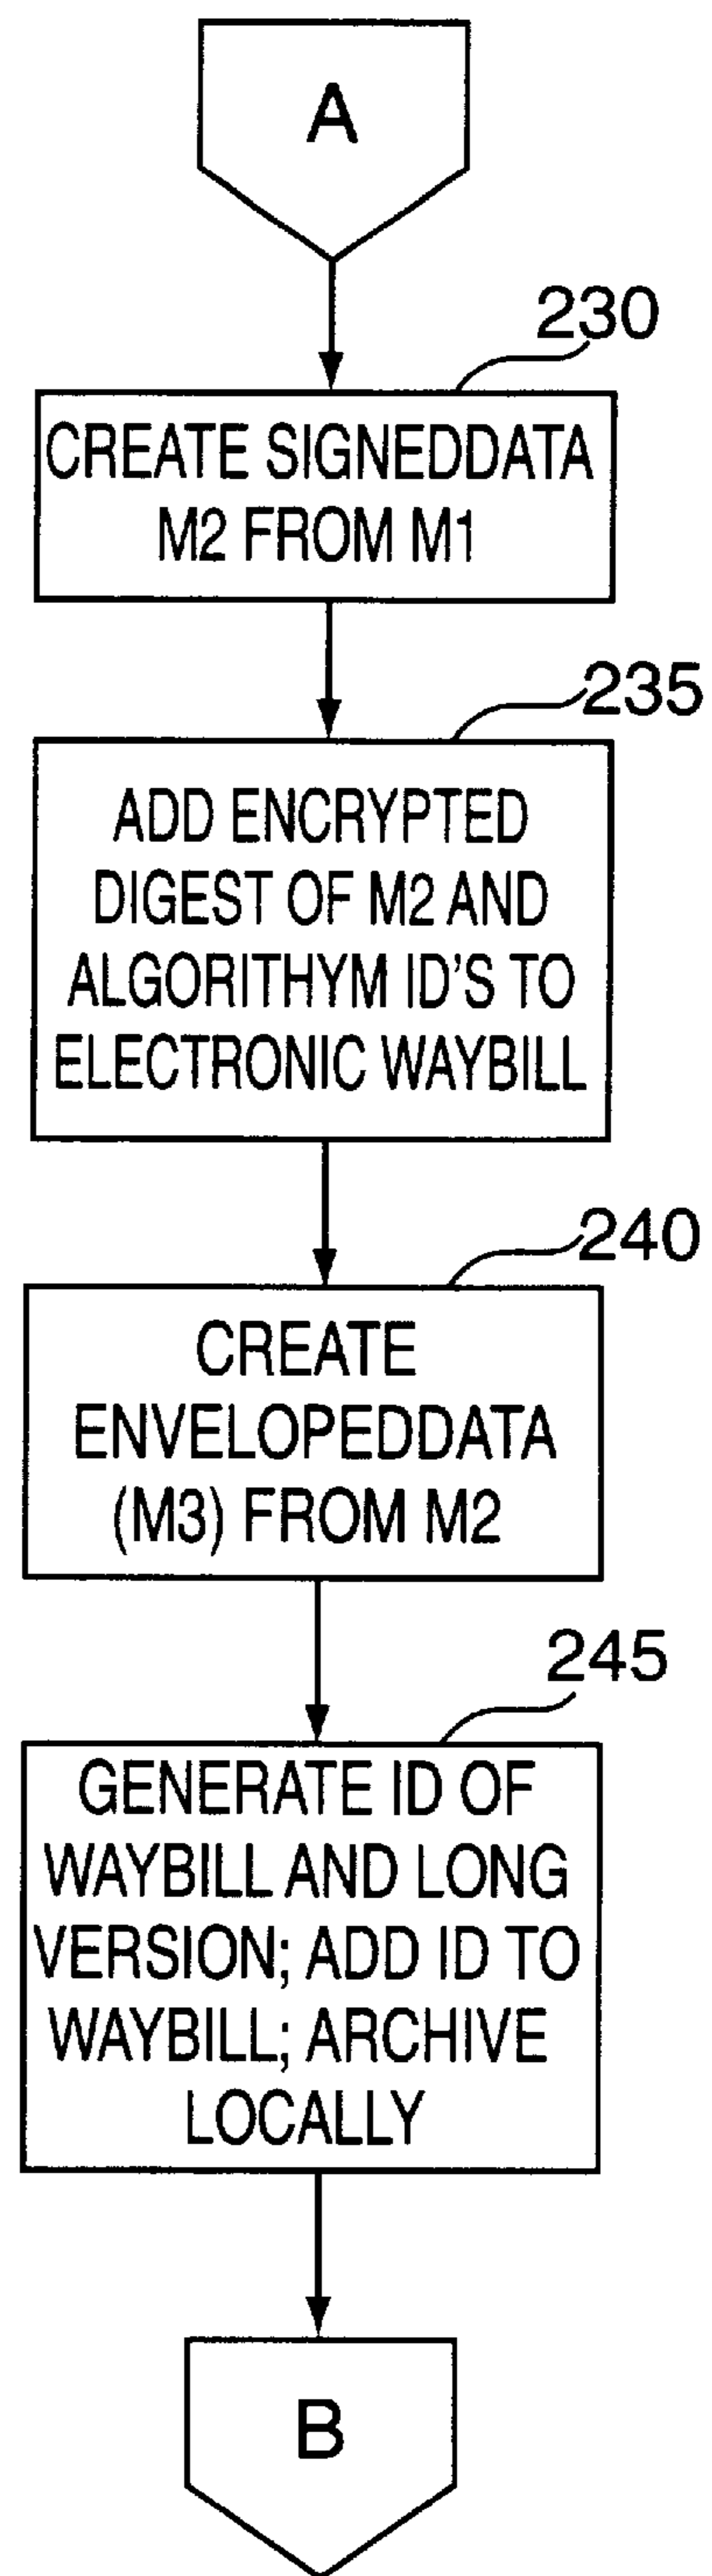 A
230
CREATE SIGNEDDATA
M2 FROM M1
235
ADD ENCRYPTED
DIGEST OF M2 AND
ALGORITHYM ID'S TO
ELECTRONIC WAYBILL
240
CREATE
ENVELOPEDDATA
(M3) FROM M2
245
GENERATE ID OF
WAYBILL AND LONG
VERSION; ADD ID TO
WAYBILL; ARCHIVE
LOCALLY
B